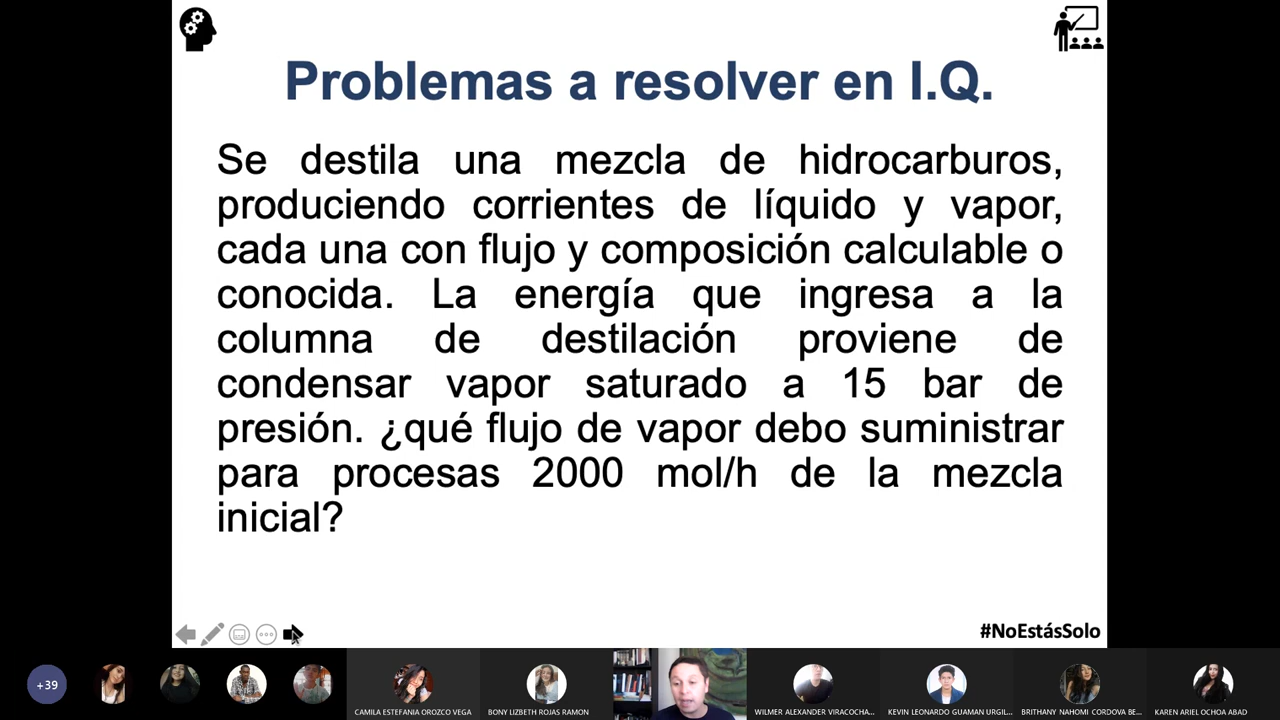 Problemas a resolver en I.Q.
Se destila una mezcla de hidrocarburos,
produciendo corrientes de líquido y vapor,
cada una con flujo y composición calculable o
conocida. La energía que ingresa a la
columna de destilación proviene de
condensar vapor saturado a 15 bar de
presión. ¿qué flujo de vapor debo suministrar
para procesas 2000 mol/h de la mezcla
inicial?
#NoEstásSolo
+39
CAMILA ESTEFANIA OROZCO VEGA
BONY LIZBETH ROJAS RAMON
WILMER ALEXANDER VIRACOCHA...
KEVIN LEONARDO GUAMAN URGIL...
BRITHANY NAHOMI CORDOVA BE...
KAREN ARIEL OCHOA ABAD